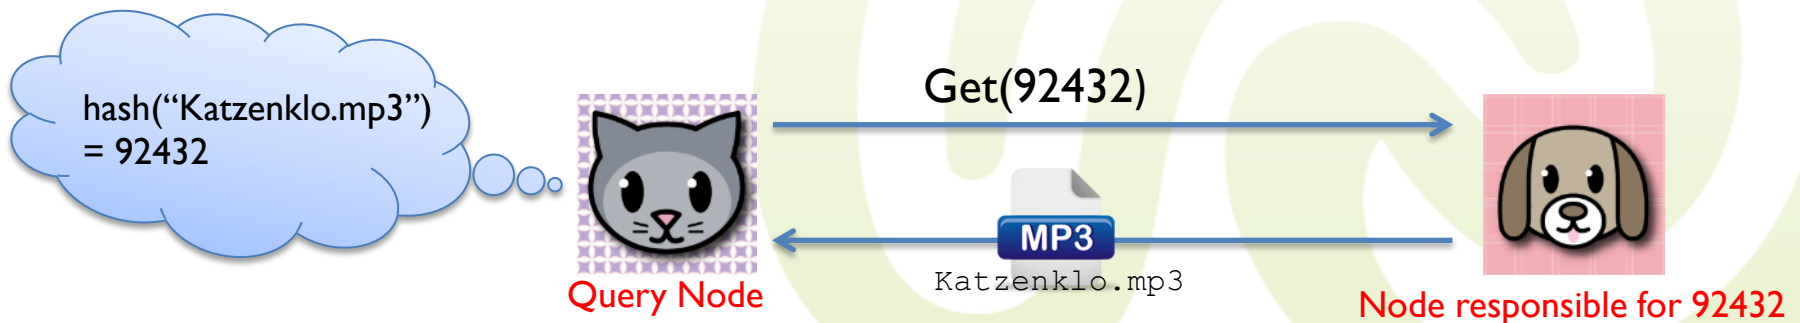 hash(“Katzenklo.mp3”)
= 92432
Get(92432)
MP3
Katzenklo.mp3
Query Node
Node responsible for 92432